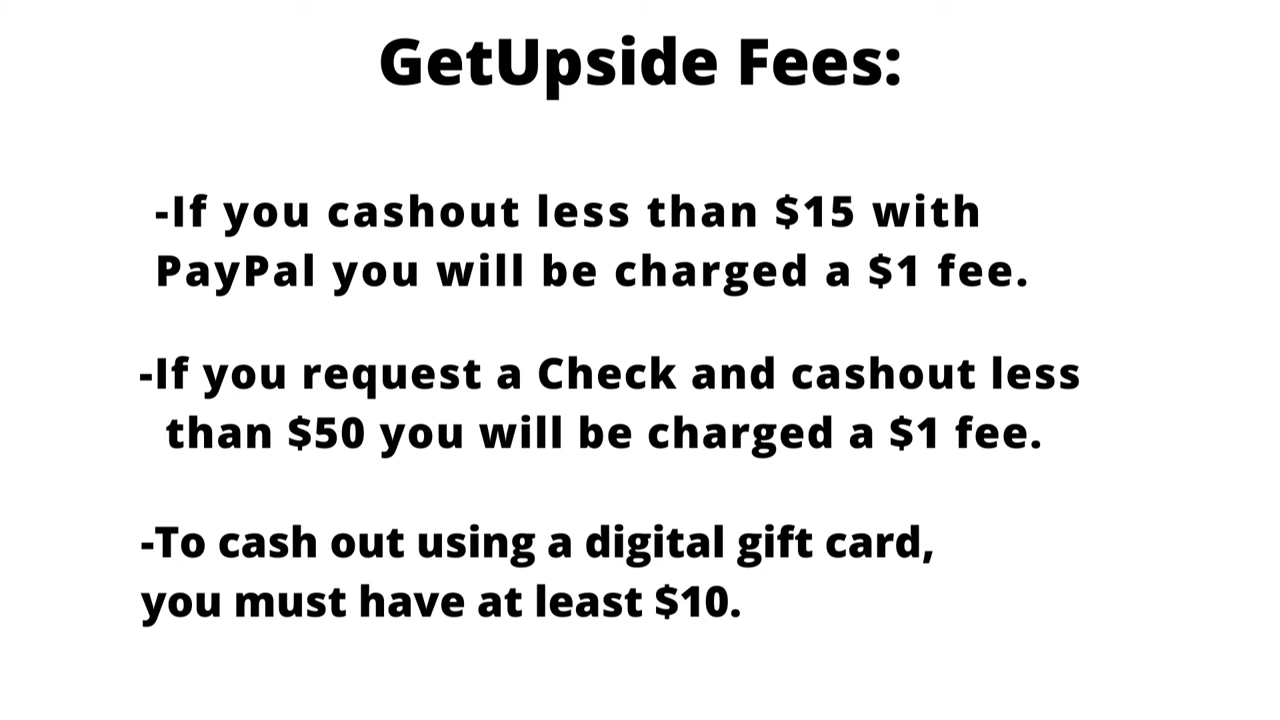 GetUpside Fees:
-If you cashout less than $15 with
PayPal you will be charged a $1 fee.
-If you request a Check and cashout less
than $50 you will be charged a $1 fee.
-To cash out using a digital gift card,
you must have at least $10.